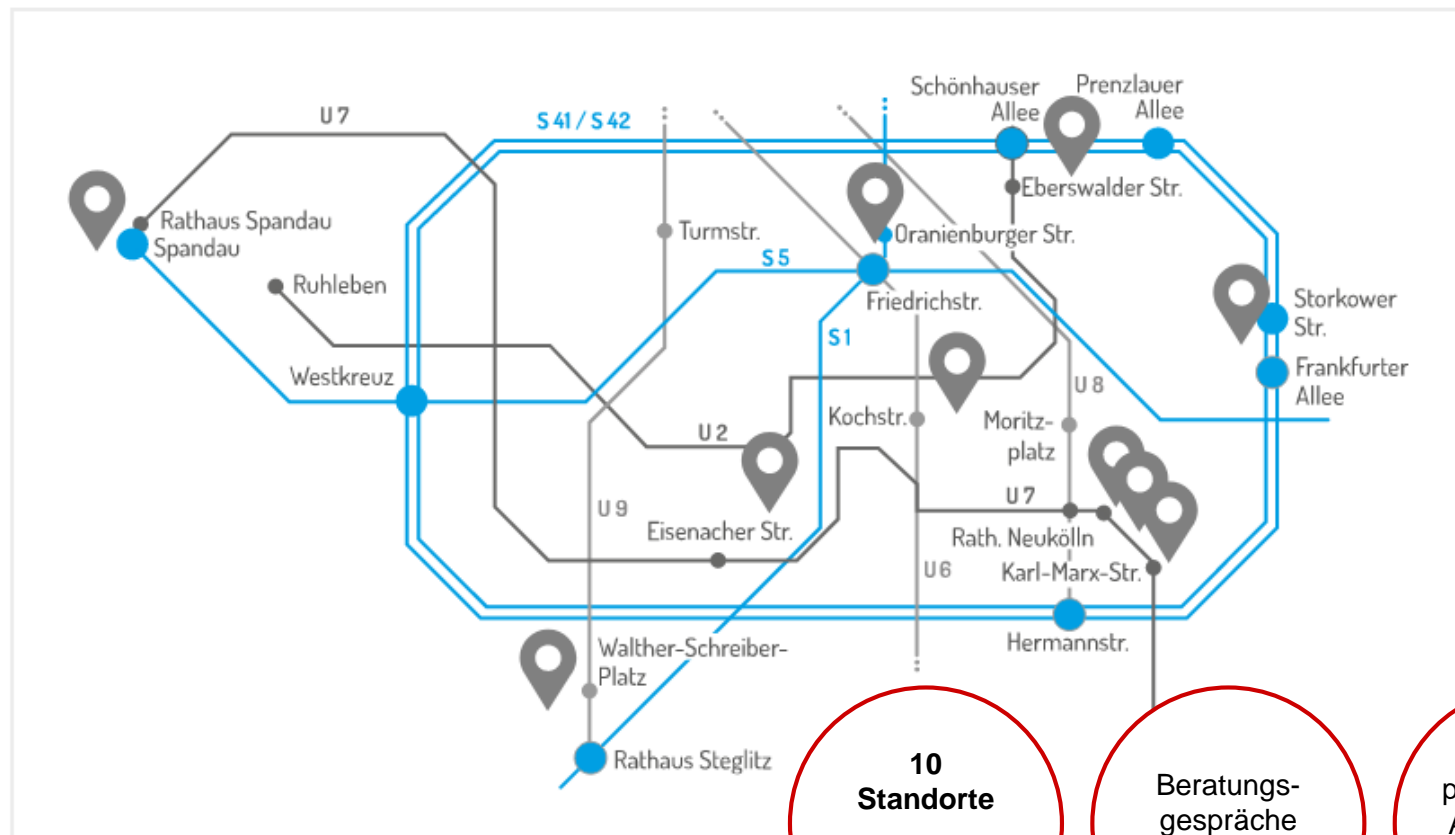 Schönhauser
Allee
Prenzlauer
Allee
U 7
S 41 / S 42
Eberswalder Str.
Rathaus Spandau
Spandau
Turmstr.
Oranienburger Str.
S 5
Ruhleben
Friedrichstr.
Storkower
Str.
S 1
Westkreuz
Frankfurter
Allee
U 8
Kochstr.
Moritz-
platz
U 2
U 9
U 7
Eisenacher Str.
Rath. Neukölln
U 6
Karl-Marx-Str.
Hermannstr.
Walther-Schreiber-
Platz
Rathaus Steglitz
10
Standorte
Beratungs-
gespräche